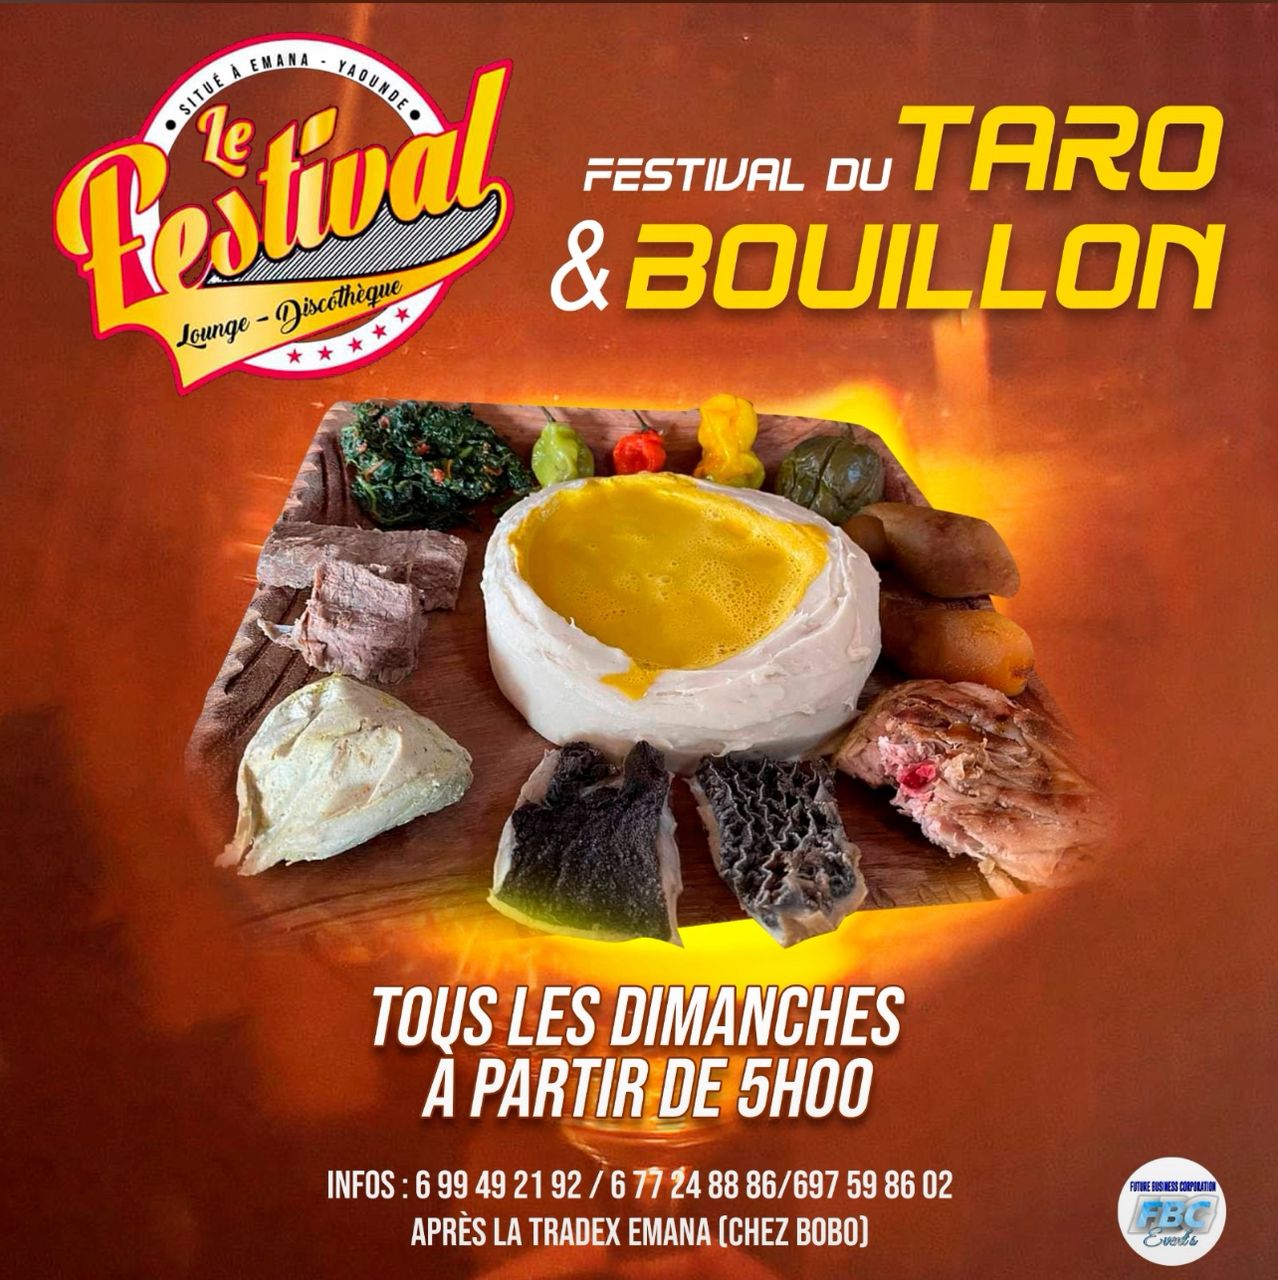 SITUÉ À EMANA - YAOUNDE
Le
Festival
Lounge - Discothèque
FESTIVAL DU TARO
& BOUILLON
TOUS LES DIMANCHES
À PARTIR DE 5H00
INFOS : 6 99 49 21 92 / 6 77 24 88 86/697 59 86 02
APRÈS LA TRADEX EMANA (CHEZ BOBO)
FUTURE BUSINESS CORPORATION
FBC
Event's